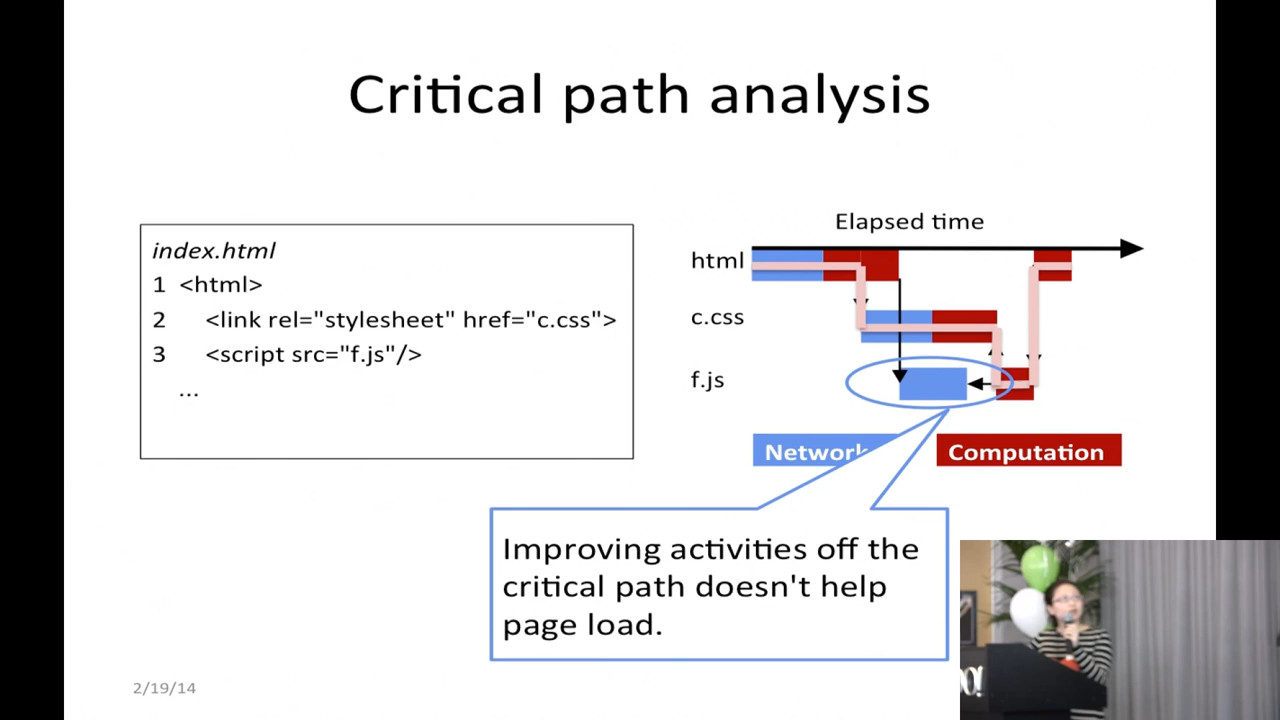 Critical path analysis
index.html
1 <html>
2 <link rel="stylesheet" href="c.css">
3 <script src="f.js"/>
...
Elapsed time
html
c.css
f.js
Network
Computation
Improving activities off the
critical path doesn't help
page load.
2/19/14
O!